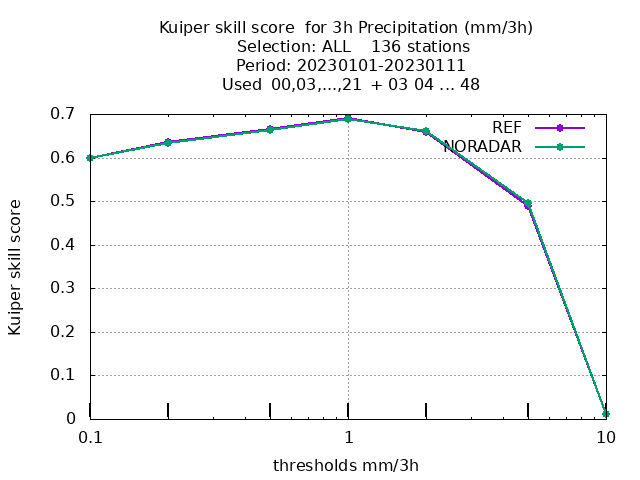 Kuiper skill score  for 3h Precipitation (mm/3h)
Selection: ALL    136 stations
Period: 20230101-20230111
Used  00,03,...,21  + 03 04 ... 48
REF
NORADAR
0.7
0.6
0.5
0.4
0.3
0.2
0.1
0
Kuiper skill score
0.1
1
10
thresholds mm/3h